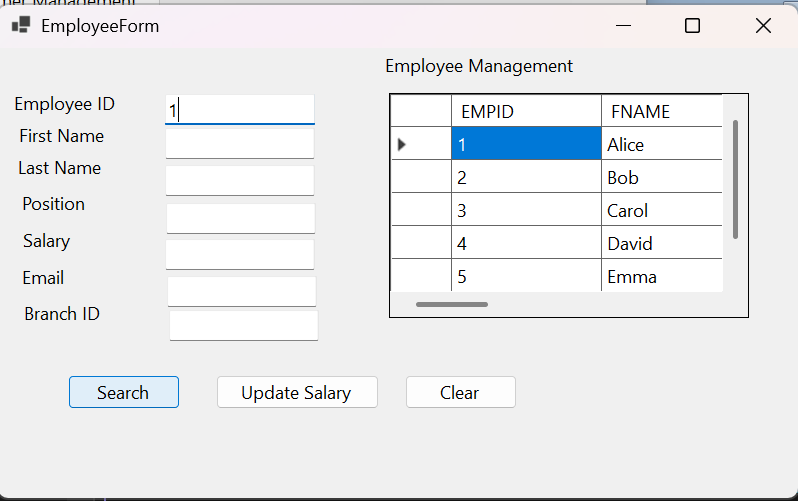 EmployeeForm
Employee Management
Employee ID 1
First Name
Last Name
Position
Salary
Email
Branch ID
EMPID FNAME
1 Alice
2 Bob
3 Carol
4 David
5 Emma
Search Update Salary Clear